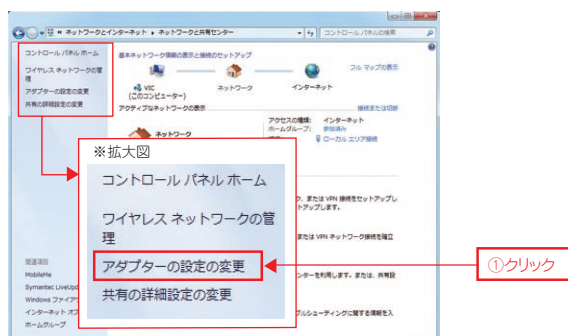 « ネットワークとインターネット ▸ ネットワークと共有センター
コントロール パネルの検索
コントロール パネル ホーム
ワイヤレス ネットワークの管
理
アダプターの設定の変更
共有の詳細設定の変更
基本ネットワーク情報の表示と接続のセットアップ
フル マップの表示
VIC
(このコンピューター)
ネットワーク
インターネット
アクティブなネットワークの表示
接続または切断
ネットワーク
アクセスの種類: インターネット
ホームグループ: 参加済み
ローカル エリア接続
※拡大図
コントロール パネル ホーム
ワイヤレス ネットワークの管
理
アダプターの設定の変更
共有の詳細設定の変更
①クリック
または VPN 接続をセットアップし
トアップします。
または VPN ネットワーク接続を確立
ンターを利用します。または、共有設
ブルシューティングに関する情報を入
関連項目
MobileMe
Symantec LiveUpd
Windows ファイアウ
インターネット オプ
ホームグループ